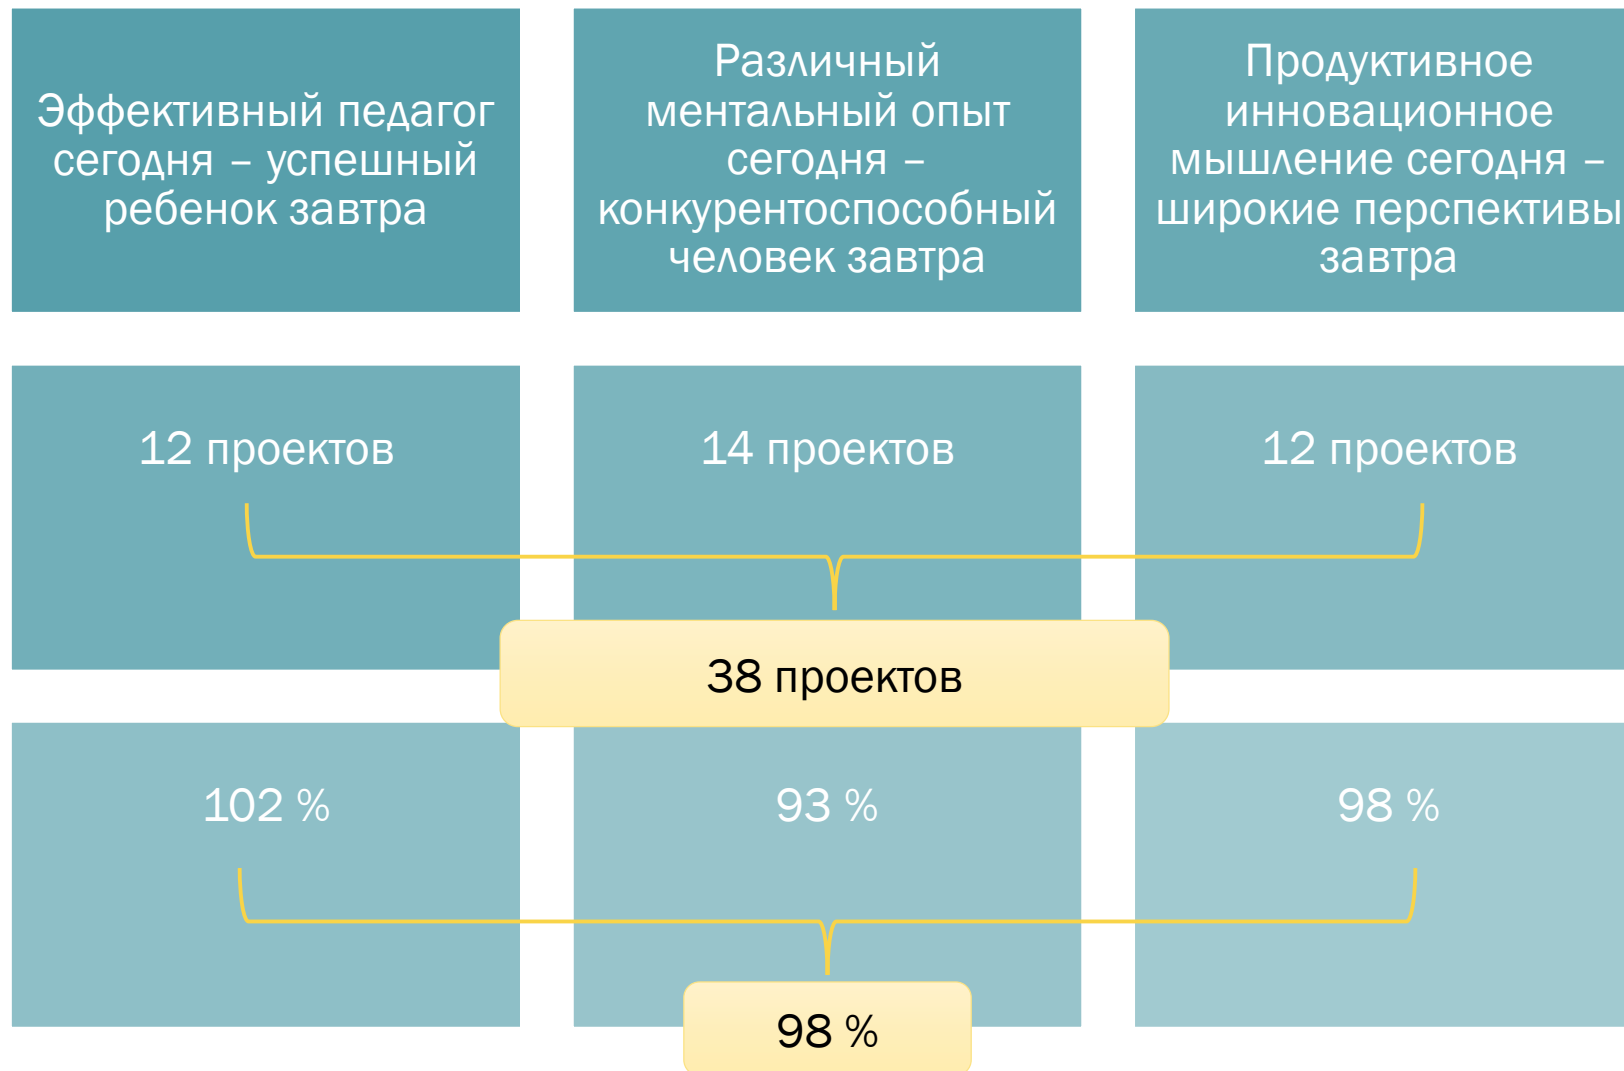 Эффективный педагог
сегодня – успешный
ребенок завтра
Различный
ментальный опыт
сегодня –
конкурентоспособный
человек завтра
Продуктивное
инновационное
мышление сегодня –
широкие перспективы
завтра
12 проектов
14 проектов
12 проектов
38 проектов
102 %
93 %
98 %
98 %